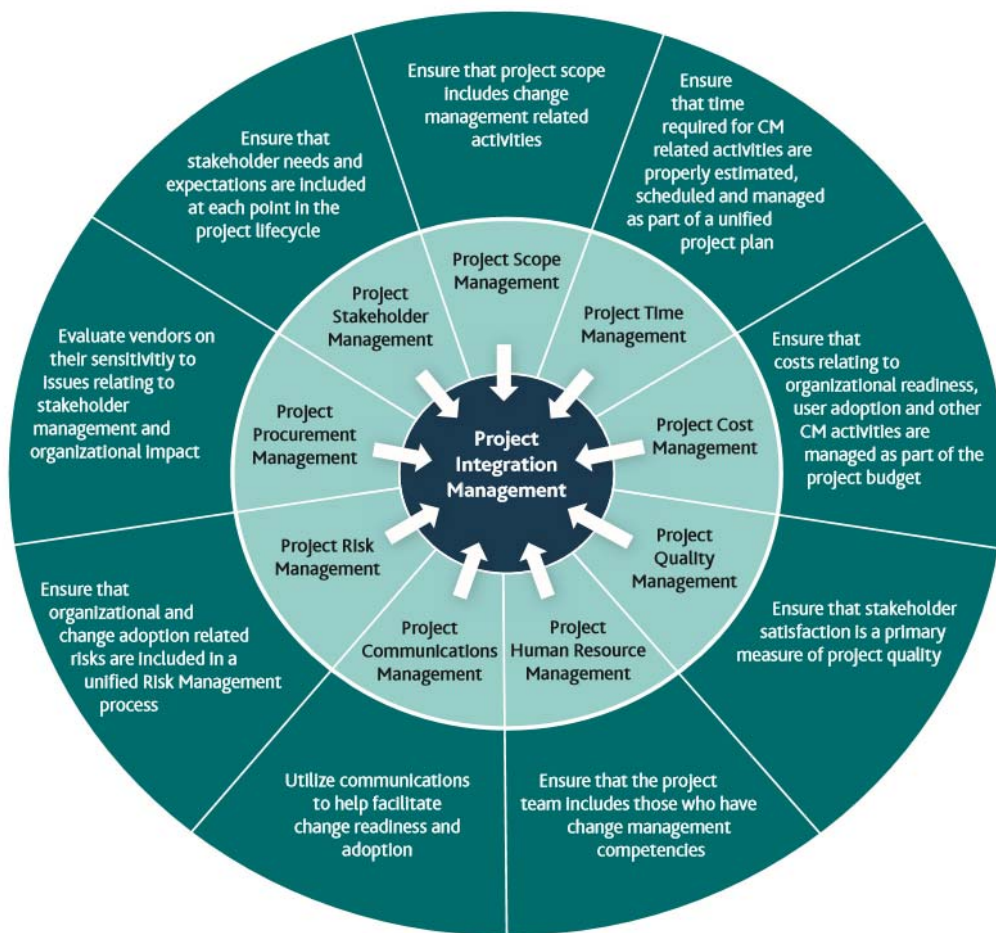 Ensure that project scope
includes change
management related
activities
Ensure
that time
required for CM
related activities are
properly estimated,
scheduled and managed
as part of a unified
project plan
Ensure that
costs relating to
organizational readiness,
user adoption and other
CM activities are
managed as part of the
project budget
Ensure that stakeholder
satisfaction is a primary
measure of project quality
Ensure that the project
team includes those who have
change management
competencies
Utilize communications
to help facilitate
change readiness and
adoption
Ensure that
organizational and
change adoption related
risks are included in a
unified Risk Management
process
Evaluate vendors on
their sensitivitiy to
issues relating to
stakeholder
management and
organizational impact
Ensure that
stakeholder needs and
expectations are included
at each point in the
project lifecycle
Project Scope
Management
Project Time
Management
Project Cost
Management
Project
Quality
Management
Project
Human Resource
Management
Project
Communications
Management
Project Risk
Management
Project
Procurement
Management
Project
Stakeholder
Management
Project
Integration
Management